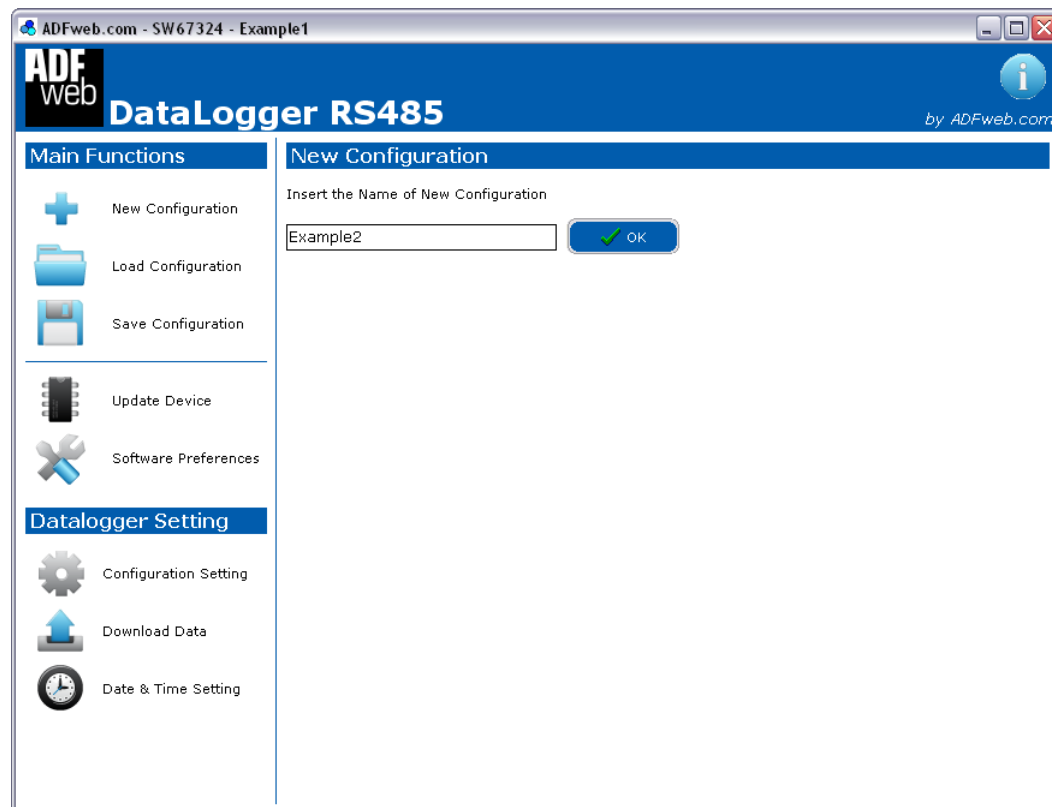 ADFweb.com - SW67324 - Example1
ADF
web
DataLogger RS485
i
by ADFweb.com
Main Functions
New Configuration
Load Configuration
Save Configuration
Update Device
Software Preferences
Datalogger Setting
Configuration Setting
Download Data
Date & Time Setting
New Configuration
Insert the Name of New Configuration
Example2
OK